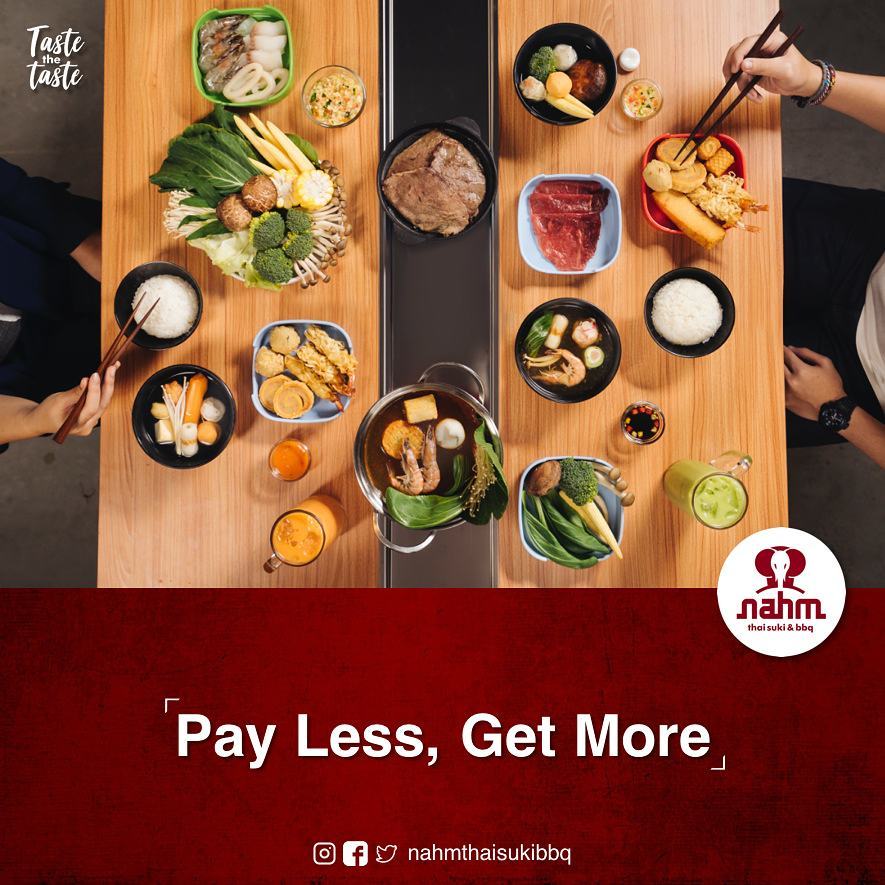 Taste
the
taste
nahm
thai suki & bbq
「Pay Less, Get More」
nahmthaisukibbq